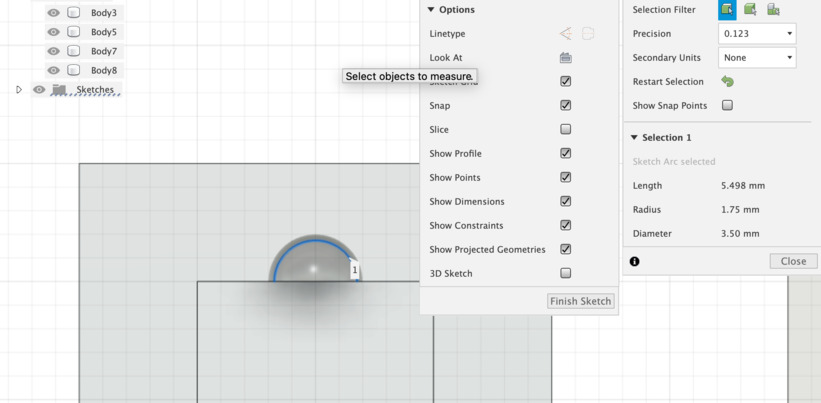 Body3
Body5
Body7
Body8
Sketches
Options
Linetype
Look At
Select objects to measure.
Sketch Grid
Snap
Slice
Show Profile
Show Points
Show Dimensions
Show Constraints
Show Projected Geometries
3D Sketch
Finish Sketch
Selection Filter
Precision 0.123
Secondary Units None
Restart Selection
Show Snap Points
Selection 1
Sketch Arc selected
Length 5.498 mm
Radius 1.75 mm
Diameter 3.50 mm
Close
1